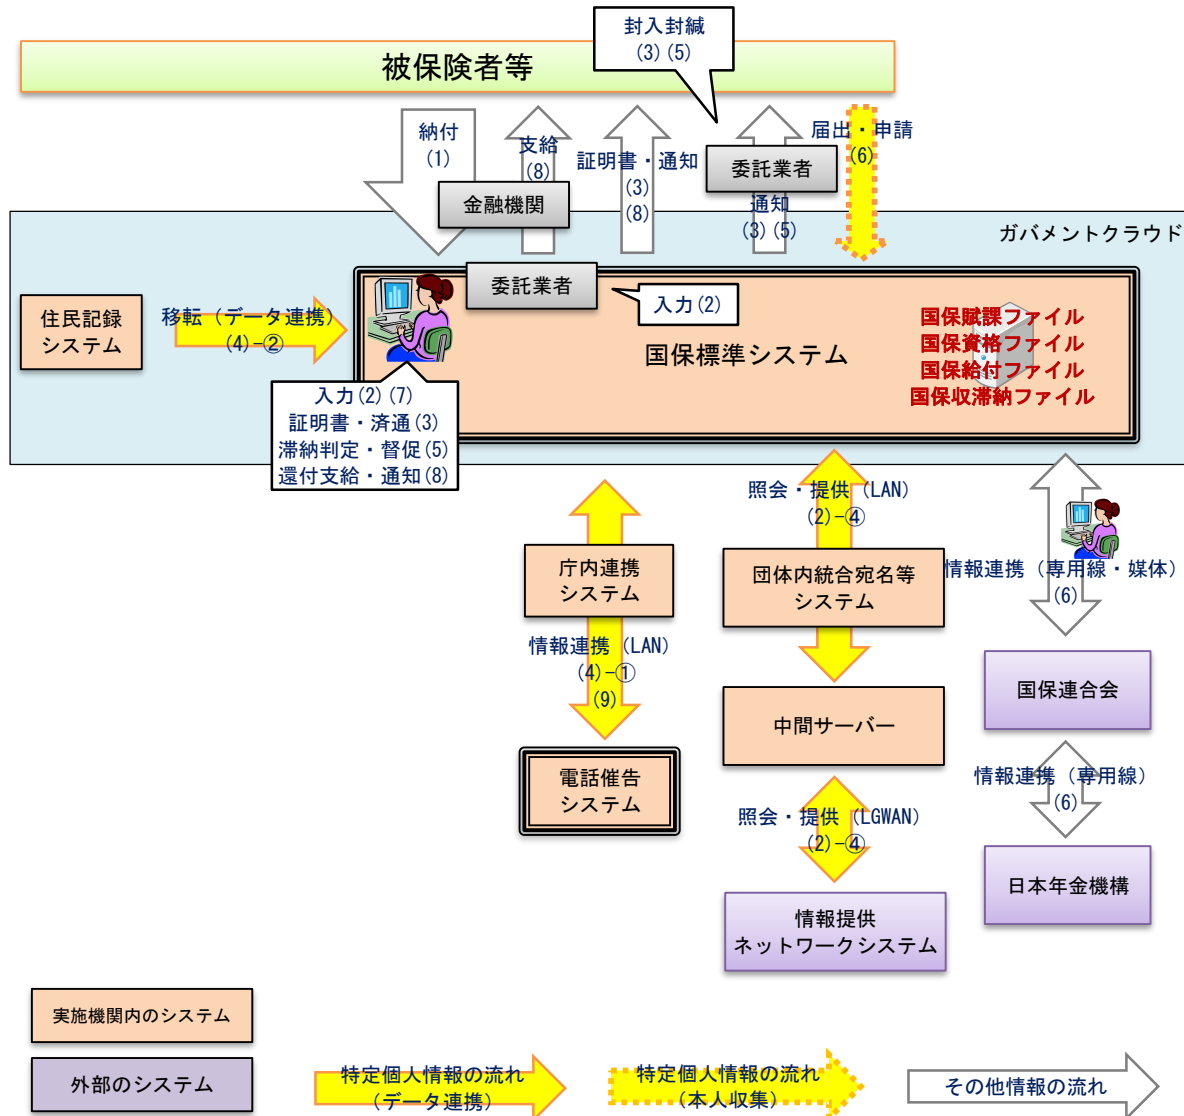 封入封緘
(3)(5)
被保険者等
納付
(1)
支給
(8)
証明書・通知
(3)
(8)
委託業者
通知
(3)(5)
届出・申請
(6)
金融機関
ガバメントクラウド
住民記録
システム
移転（データ連携）
(4)-②
委託業者
入力(2)
国保標準システム
国保賦課ファイル
国保資格ファイル
国保給付ファイル
国保収滞納ファイル
入力(2)(7)
証明書・済通(3)
滞納判定・督促(5)
還付支給・通知(8)
照会・提供（LAN）
(2)-④
庁内連携
システム
団体内統合宛名等
システム
情報連携（専用線・媒体）
(6)
情報連携（LAN）
(4)-①
(9)
国保連合会
中間サーバー
電話催告
システム
情報連携（専用線）
(6)
照会・提供（LGWAN）
(2)-④
日本年金機構
情報提供
ネットワークシステム
実施機関内のシステム
外部のシステム
特定個人情報の流れ
（データ連携）
特定個人情報の流れ
（本人収集）
その他情報の流れ